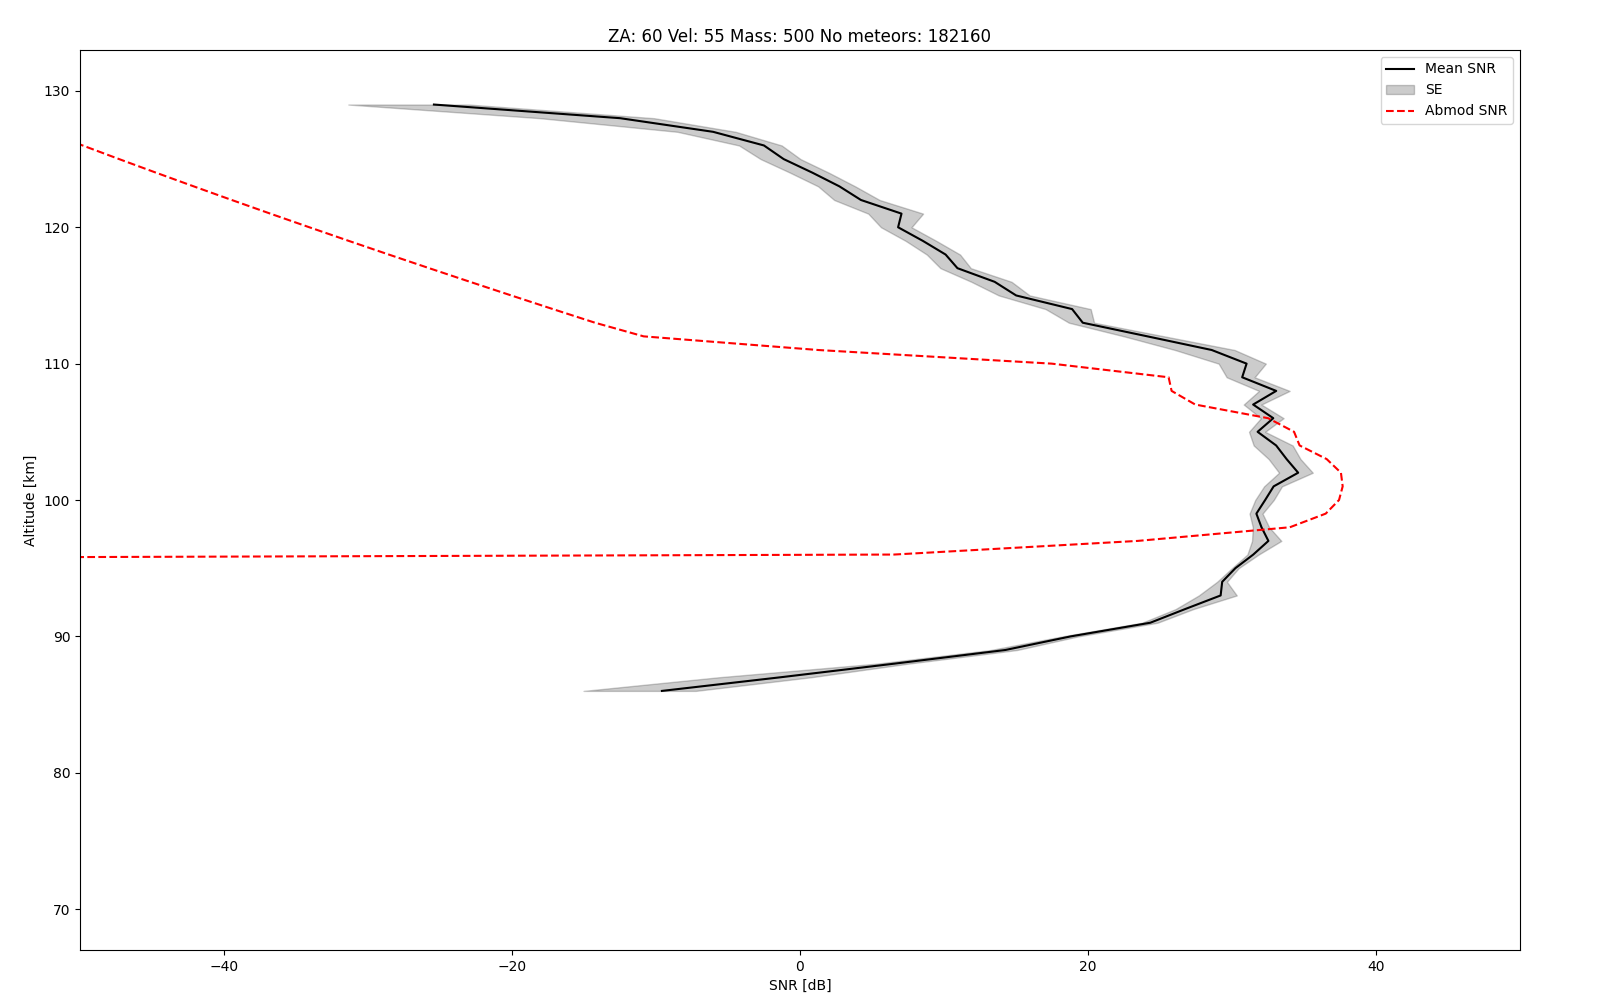 ZA: 60 Vel: 55 Mass: 500 No meteors: 182160
Mean SNR
SE
Abmod SNR
130
120
110
100
90
80
70
Altitude [km]
−40
−20
0
20
40
SNR [dB]